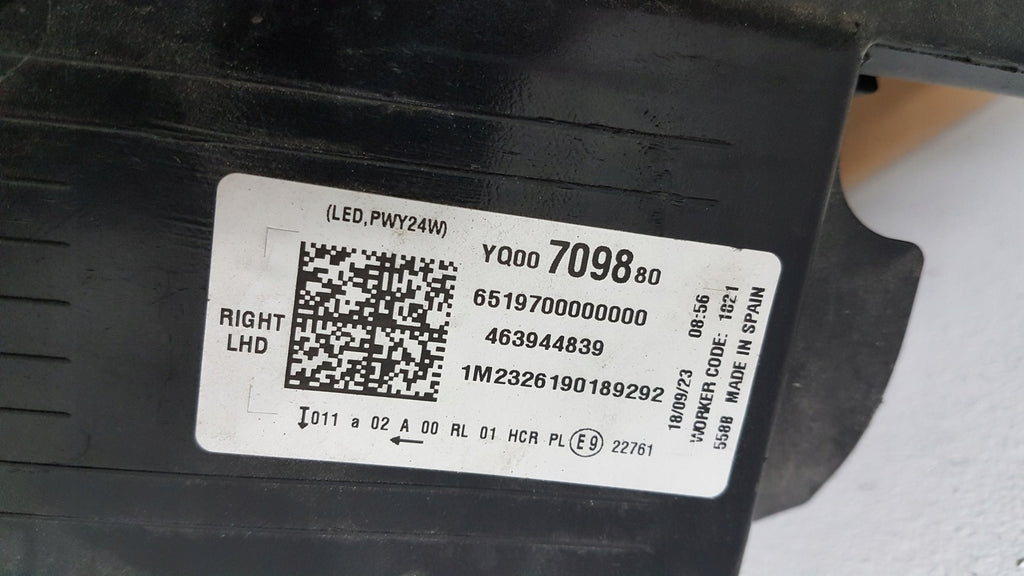 (LED,PWY24W)
YQ00 7098 80
6519700000000
463944839
1M2326190189292
RIGHT
LHD
011 a 02 A 00 RL 01 HCR PL E9 22761
18/09/23 08:56
WORKER CODE: 1821
558B MADE IN SPAIN